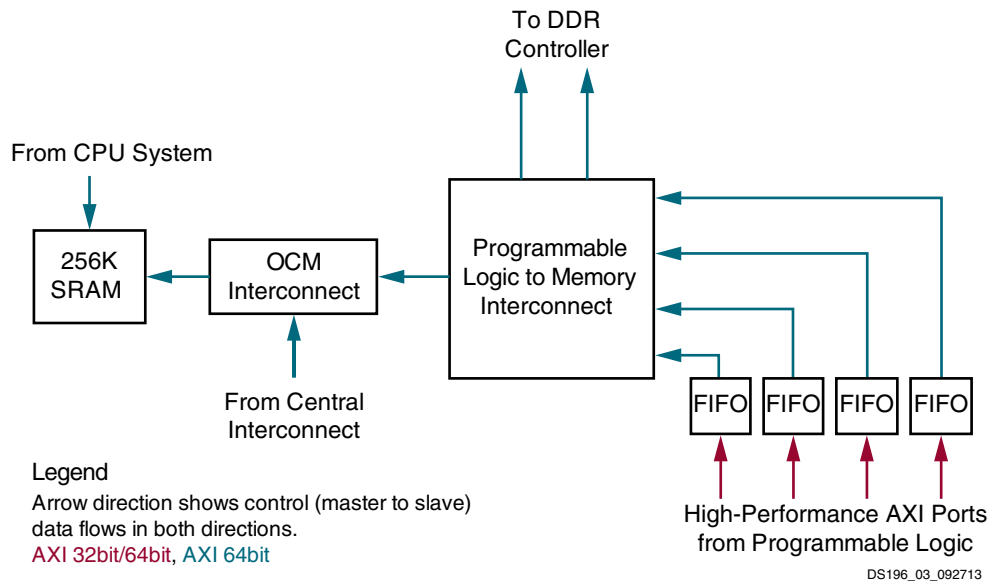 To DDR
Controller
From CPU System
256K
SRAM
OCM
Interconnect
Programmable
Logic to Memory
Interconnect
From Central
Interconnect
FIFO
FIFO
FIFO
FIFO
High-Performance AXI Ports
from Programmable Logic
Legend
Arrow direction shows control (master to slave)
data flows in both directions.
AXI 32bit/64bit, AXI 64bit
DS196_03_092713